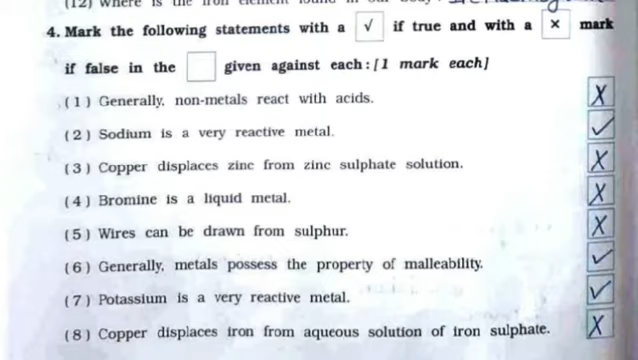 (12) Where is the iron element found in our body?
4. Mark the following statements with a √ if true and with a × mark
if false in the given against each : [1 mark each]
(1) Generally, non-metals react with acids. X
(2) Sodium is a very reactive metal. ✓
(3) Copper displaces zinc from zinc sulphate solution. X
(4) Bromine is a liquid metal. X
(5) Wires can be drawn from sulphur. X
(6) Generally, metals possess the property of malleability. ✓
(7) Potassium is a very reactive metal. ✓
(8) Copper displaces iron from aqueous solution of iron sulphate. X